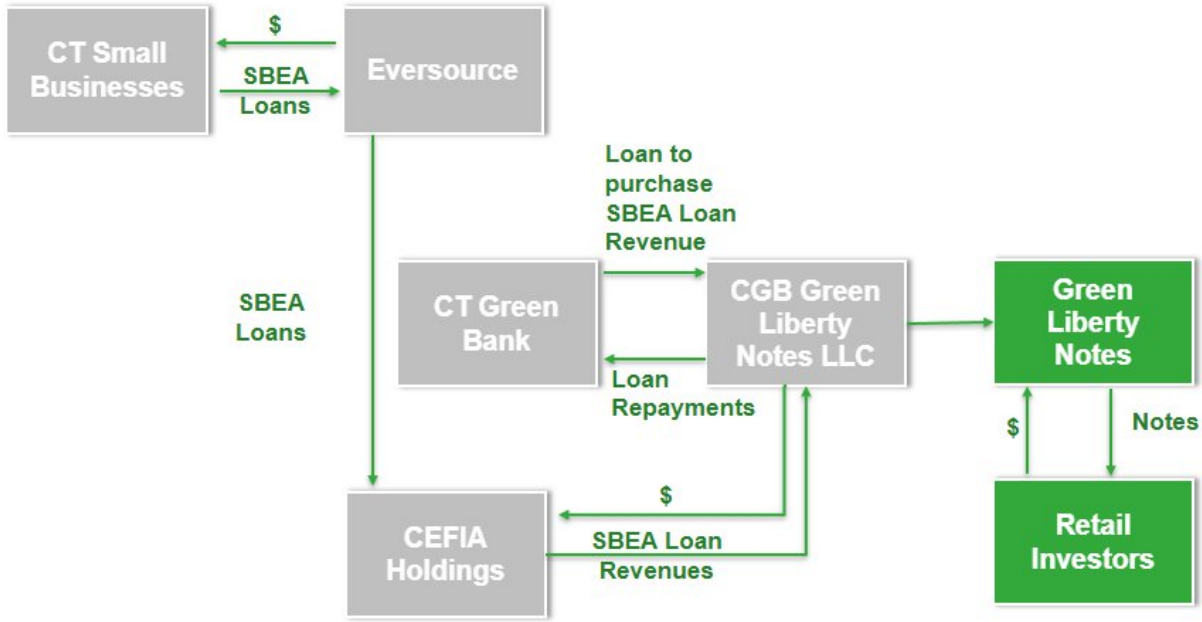 CT Small
Businesses
$
SBEA
Loans
Eversource
Loan to
purchase
SBEA Loan
Revenue
SBEA
Loans
CT Green
Bank
CGB Green
Liberty
Notes LLC
Green
Liberty
Notes
Loan
Repayments
$
Notes
$
CEFIA
Holdings
SBEA Loan
Revenues
Retail
Investors